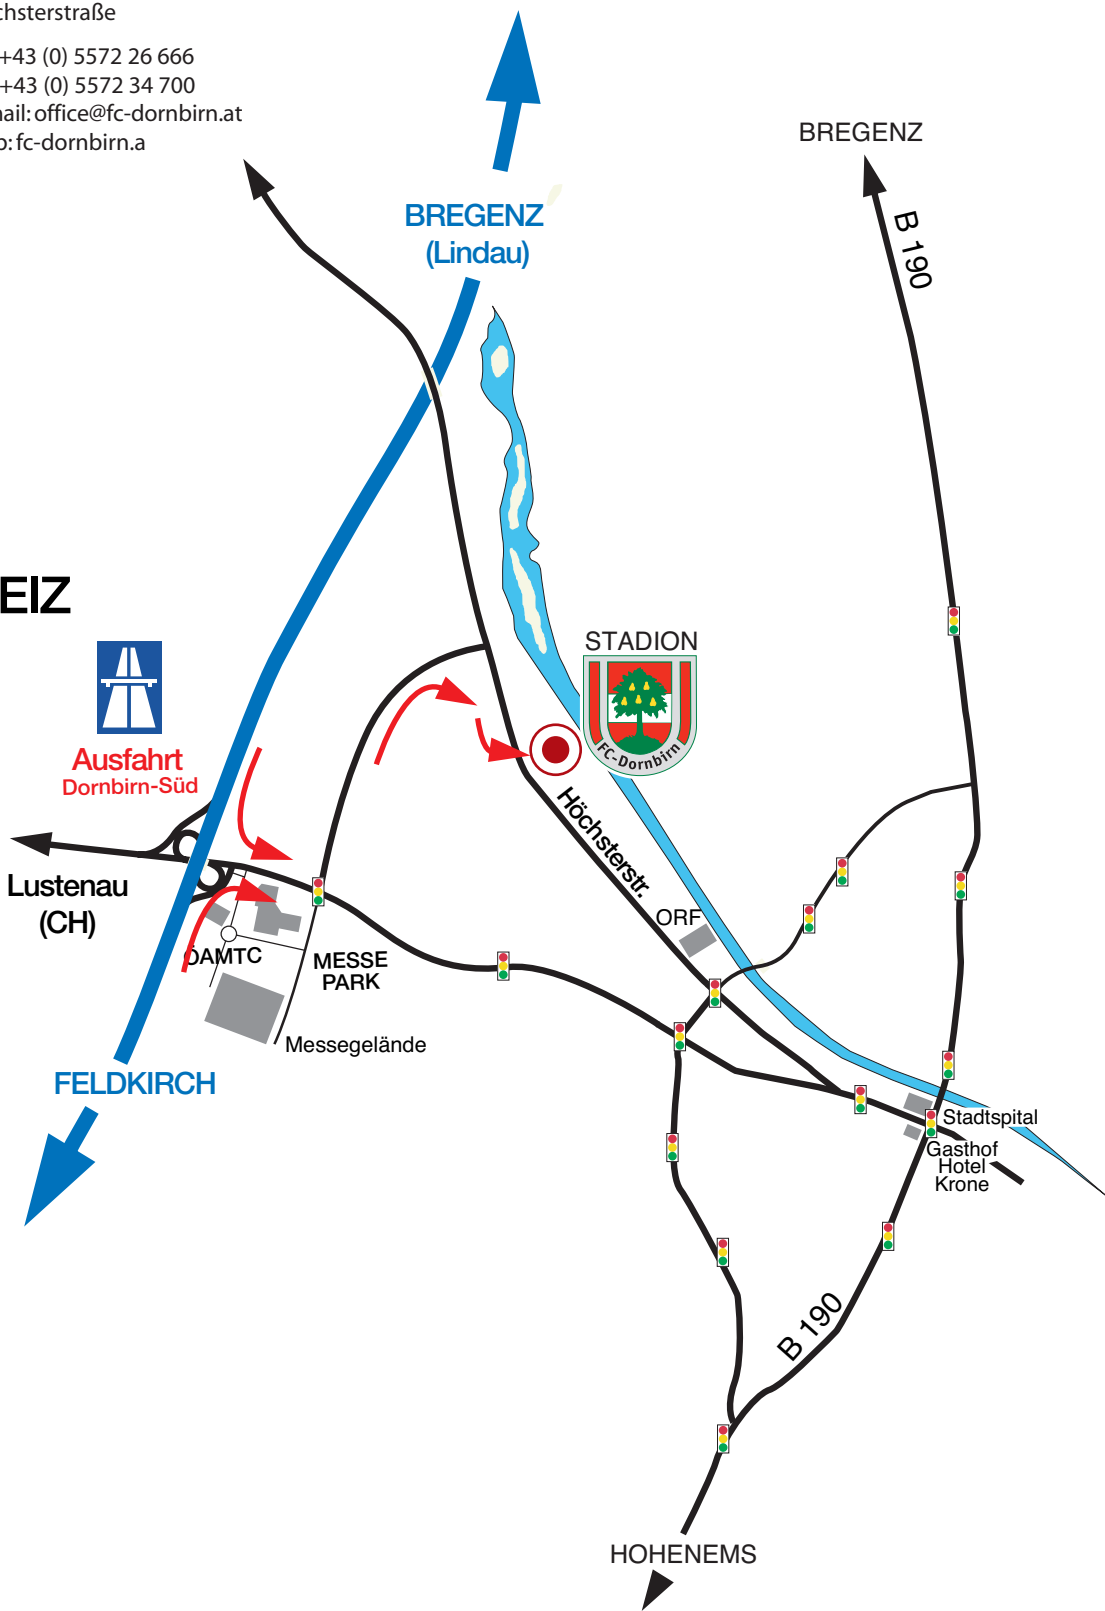 chsterstraße
+43 (0) 5572 26 666
+43 (0) 5572 34 700
ail: office@fc-dornbirn.at
o: fc-dornbirn.a
BREGENZ
B 190
BREGENZ
(Lindau)
EIZ
STADION
FC-Dornbirn
Ausfahrt
Dornbirn-Süd
Höchsterstr.
Lustenau
(CH)
ORF
ÖAMTC
MESSE
PARK
Messegelände
FELDKIRCH
Stadtspital
Gasthof
Hotel
Krone
B 190
HOHENEMS